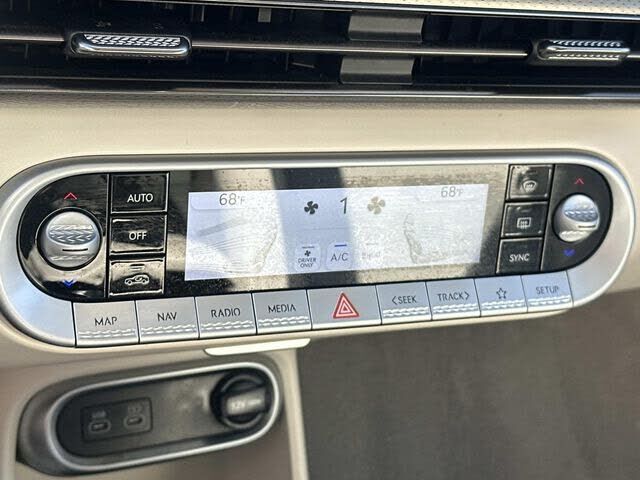 AUTO
OFF
68°F
1
68°F
DRIVER
ONLY
A/C
SYNC
MAP
NAV
RADIO
MEDIA
<SEEK
TRACK>
SETUP
12V